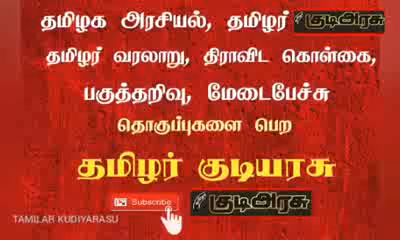 தமிழக அரசியல், தமிழர் குடிஅரசு
தமிழர் வரலாறு, திராவிட கொள்கை,
பகுத்தறிவு, மேடைபேச்சு
தொகுப்புகளை பெற
தமிழர் குடியரசு
Subscribe குடிஅரசு
TAMILAR KUDIYARASU